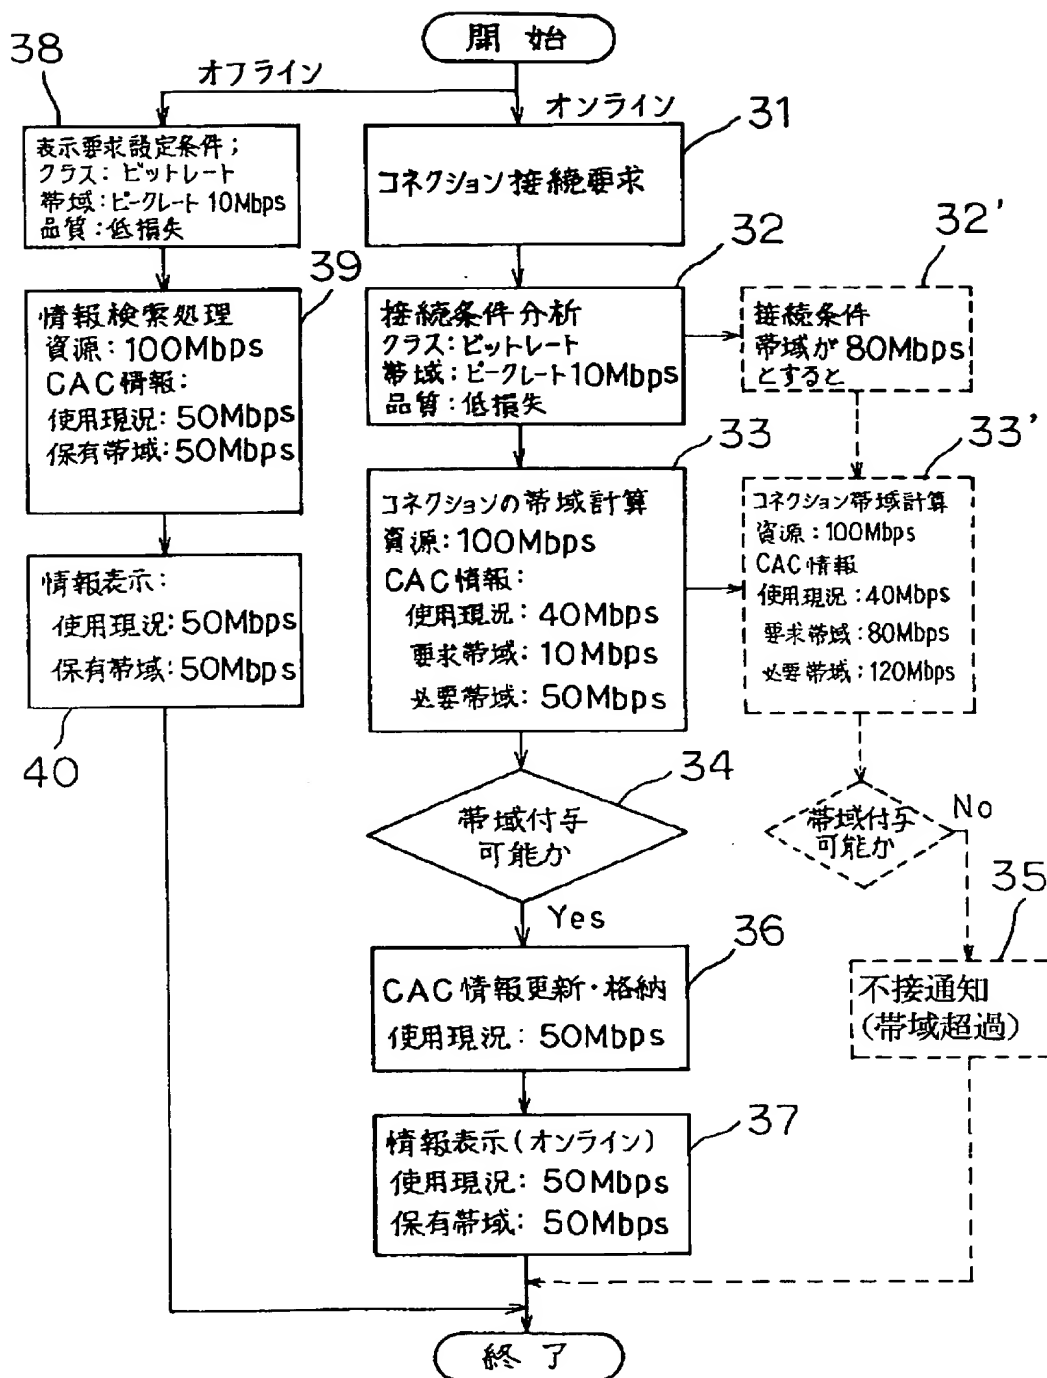 開始
オフライン
オンライン
38
表示要求設定条件;
クラス:ビットレート
帯域:ピークレート 10Mbps
品質:低損失
39
情報検索処理
資源:100Mbps
CAC情報:
使用現況:50Mbps
保有帯域:50Mbps
情報表示:
使用現況:50Mbps
保有帯域:50Mbps
40
31
コネクション接続要求
32
接続条件分析
クラス:ビットレート
帯域:ピークレート10Mbps
品質:低損失
33
コネクションの帯域計算
資源:100Mbps
CAC情報:
使用現況:40Mbps
要求帯域:10Mbps
必要帯域:50Mbps
34
帯域付与
可能か
Yes
36
CAC情報更新・格納
使用現況:50Mbps
37
情報表示(オンライン)
使用現況:50Mbps
保有帯域:50Mbps
32'
接続条件
帯域が80Mbps
とすると
33'
コネクション帯域計算
資源:100Mbps
CAC情報
使用現況:40Mbps
要求帯域:80Mbps
必要帯域:120Mbps
帯域付与
可能か
No
35
不接通知
(帯域超過)
終了